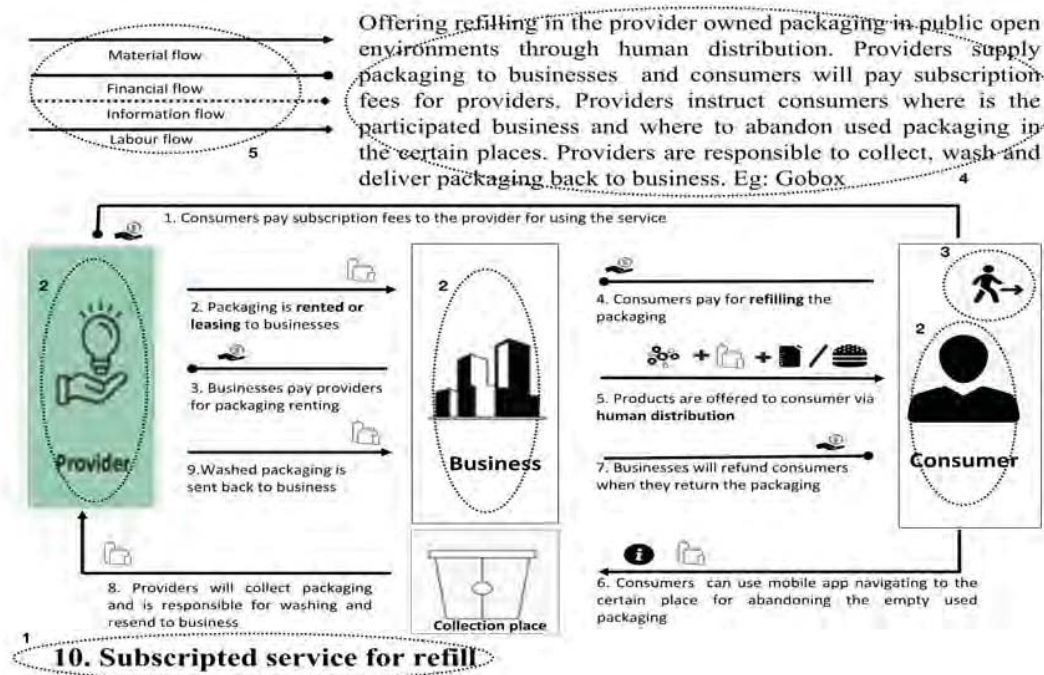 Offering refilling in the provider owned packaging in public open
environments through human distribution. Providers supply
packaging to businesses and consumers will pay subscription
fees for providers. Providers instruct consumers where is the
participated business and where to abandon used packaging in
the certain places. Providers are responsible to collect, wash and
deliver packaging back to business. Eg: Gobox
4
Material flow
Financial flow
Information flow
Labour flow
5
1. Consumers pay subscription fees to the provider for using the service
2
Provider
2. Packaging is rented or
leasing to businesses
3. Businesses pay providers
for packaging renting
9.Washed packaging is
sent back to business
2
Business
4. Consumers pay for refilling the
packaging
+ + /
5. Products are offered to consumer via
human distribution
7. Businesses will refund consumers
when they return the packaging
3
2
Consumer
8. Providers will collect packaging
and is responsible for washing and
resend to business
Collection place
i
6. Consumers can use mobile app navigating to the
certain place for abandoning the empty used
packaging
1
10. Subscripted service for refill